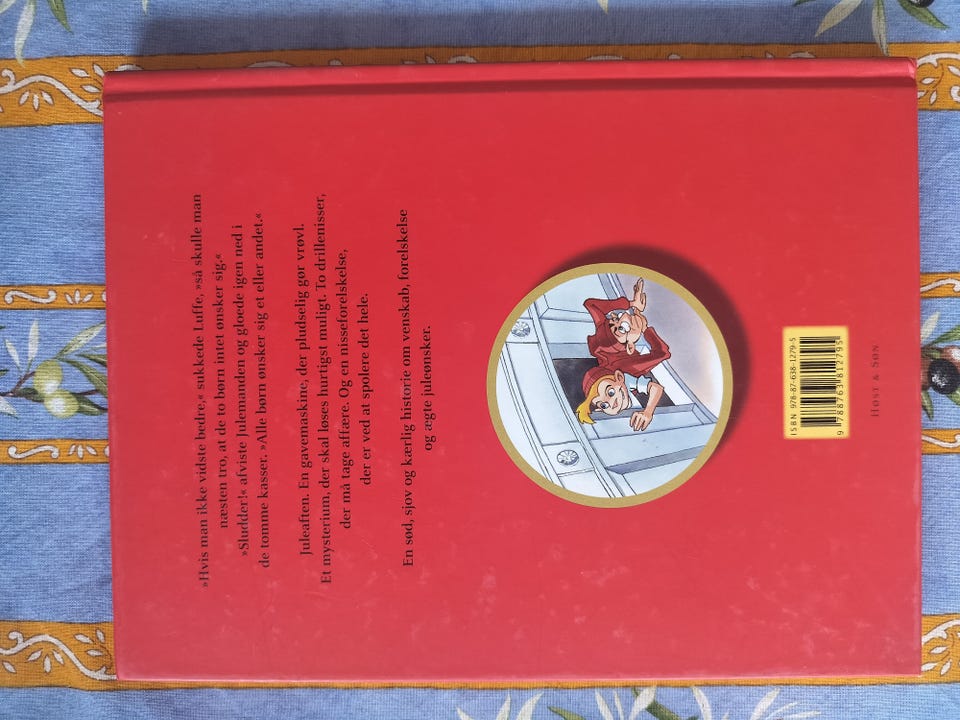 »Hvis man ikke vidste bedre,« sukkede Luffe, »så skulle man
næsten tro, at de to børn intet ønsker sig.«
»Sludder!« afviste Julemanden og gloede igen ned i
de tomme kasser. »Alle børn ønsker sig et eller andet.«
Juleaften. En gavemaskine, der pludselig gør vrøvl.
Et mysterium, der skal løses hurtigst muligt. To drillenisser,
der må tage affære. Og en nisseforelskelse,
der er ved at spolere det hele.
En sød, sjov og kærlig historie om venskab, forelskelse
og ægte juleønsker.
ISBN 978-87-638-1279-5
9 788763 812795
HØST & SØN